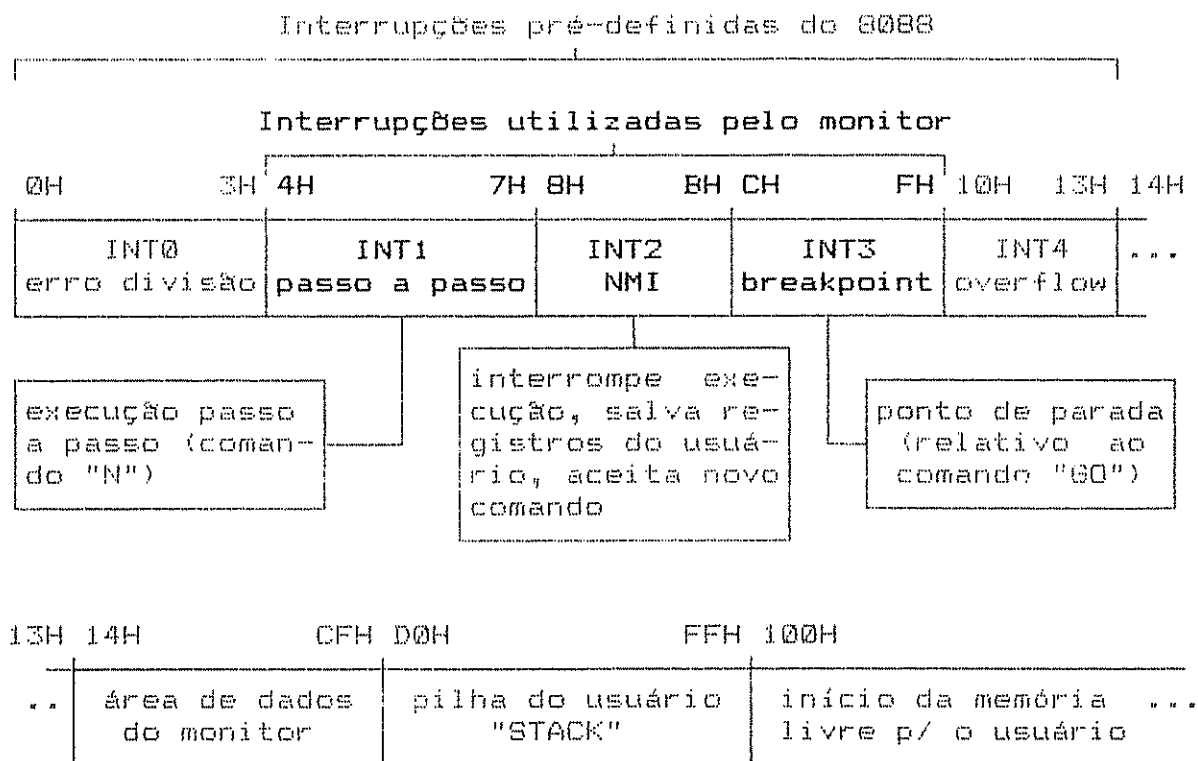 Interrupções pré-definidas do 8088
Interrupções utilizadas pelo monitor
0H 3H 4H 7H 8H BH CH FH 10H 13H 14H
INT0 INT1 INT2 INT3 INT4 ...
erro divisão passo a passo NMI breakpoint overflow
execução passo
a passo (coman-
do "N")
interrompe exe-
cução, salva re-
gistros do usuá-
rio, aceita novo
comando
ponto de parada
(relativo ao
comando "GO")
13H 14H CFH D0H FFH 100H
.. área de dados pilha do usuário início da memória ...
do monitor "STACK" livre p/ o usuário